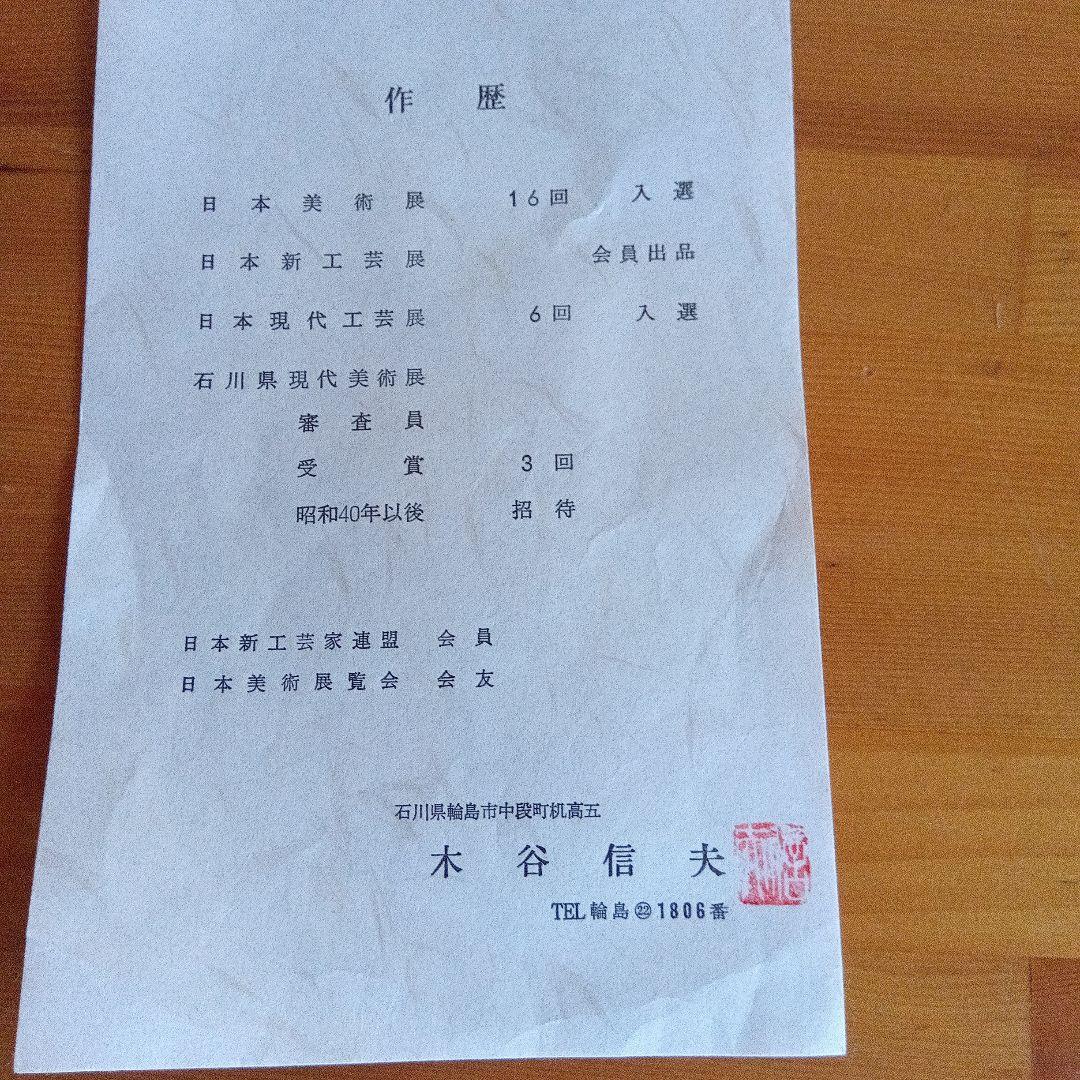 作歴
日本美術展 16回 入選
日本新工芸展 会員出品
日本現代工芸展 6回 入選
石川県現代美術展
審査員
受賞 3回
昭和40年以後 招待
日本新工芸家連盟 会員
日本美術展覧会 会友
石川県輪島市中段町机高五
木谷信夫
TEL輪島㉒1806番